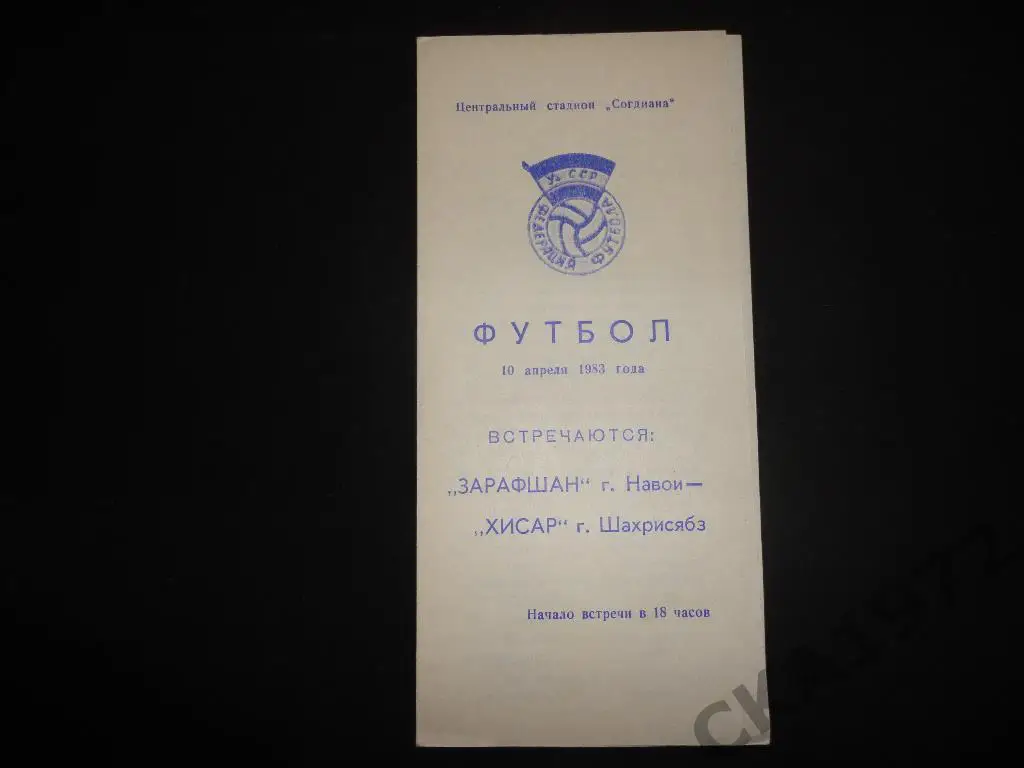 Центральный стадион „Согдиана"
Уз ССР
ФЕДЕРАЦИЯ ФУТБОЛА
ФУТБОЛ
10 апреля 1983 года
ВСТРЕЧАЮТСЯ:
„ЗАРАФШАН" г. Навои—
„ХИСАР" г. Шахрисябз
Начало встречи в 18 часов
СКА1972